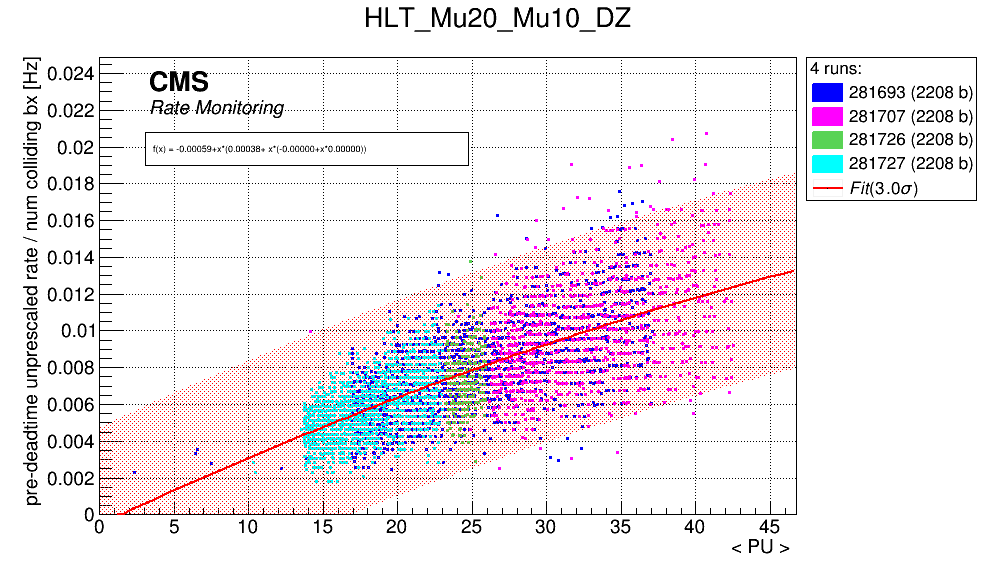 HLT_Mu20_Mu10_DZ
pre-deadtime unprescaled rate / num colliding bx [Hz]
0.024
0.022
0.02
0.018
0.016
0.014
0.012
0.01
0.008
0.006
0.004
0.002
0
CMS
Rate Monitoring
f(x) = -0.00059+x*(0.00038+ x*(-0.00000+x*0.00000))
4 runs:
281693 (2208 b)
281707 (2208 b)
281726 (2208 b)
281727 (2208 b)
Fit(3.0σ)
0 5 10 15 20 25 30 35 40 45
< PU >